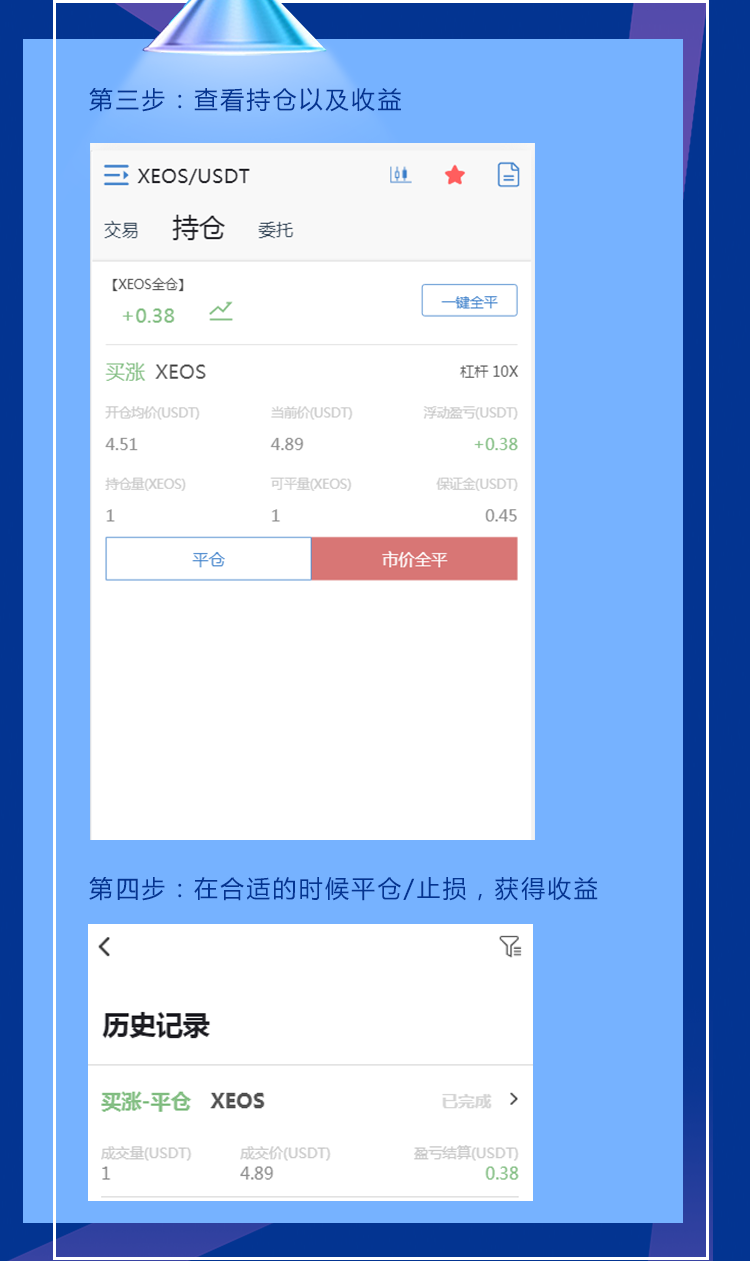 第三步：查看持仓以及收益
XEOS/USDT
交易 持仓 委托
【XEOS全仓】
+0.38 一键全平
买涨 XEOS 杠杆 10X
开仓均价(USDT) 当前价(USDT) 浮动盈亏(USDT)
4.51 4.89 +0.38
持仓量(XEOS) 可平量(XEOS) 保证金(USDT)
1 1 0.45
平仓 市价全平
第四步：在合适的时候平仓/止损，获得收益
历史记录
买涨-平仓 XEOS 已完成
成交量(USDT) 成交价(USDT) 盈亏结算(USDT)
1 4.89 0.38